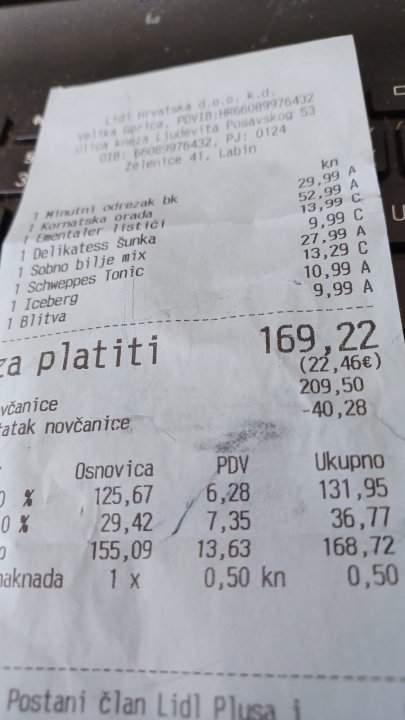 Lidl Hrvatska d.o.o. k.d.
Velika Gorica, PDVIB:HR66089976432
Ulica kneza Ljudevita Posavskog 53
OIB: 66089976432, PJ: 0124
Zelenice 41, Labin
kn
1 Minutni odrezak bk 29,99 A
1 Kornatska orada 52,99 A
1 Ementaler listići 13,99 C
1 Delikatess Šunka 9,99 C
1 Sobno bilje mix 27,99 A
1 Schweppes Tonic 13,29 C
1 Iceberg 10,99 A
1 Blitva 9,99 A
za platiti 169,22
(22,46€)
včanice 209,50
atak novčanice -40,28
Osnovica PDV Ukupno
0 % 125,67 6,28 131,95
0 % 29,42 7,35 36,77
155,09 13,63 168,72
naknada 1 x 0,50 kn 0,50
Postani član Lidl Plusa i